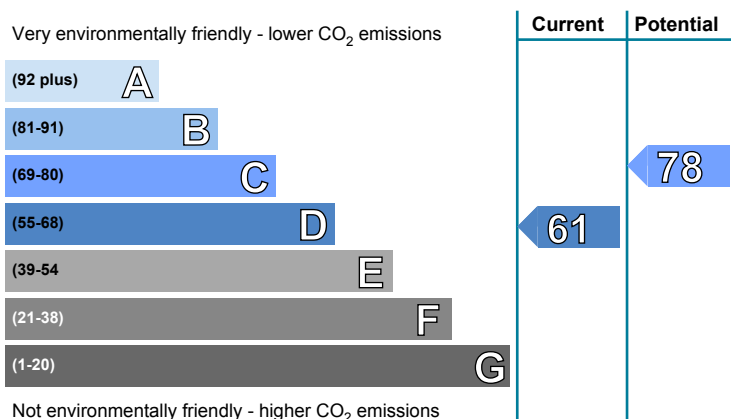 Very environmentally friendly - lower CO₂ emissions
Current
Potential
(92 plus) A
(81-91) B
(69-80) C
78
(55-68) D
61
(39-54 E
(21-38) F
(1-20) G
Not environmentally friendly - higher CO₂ emissions